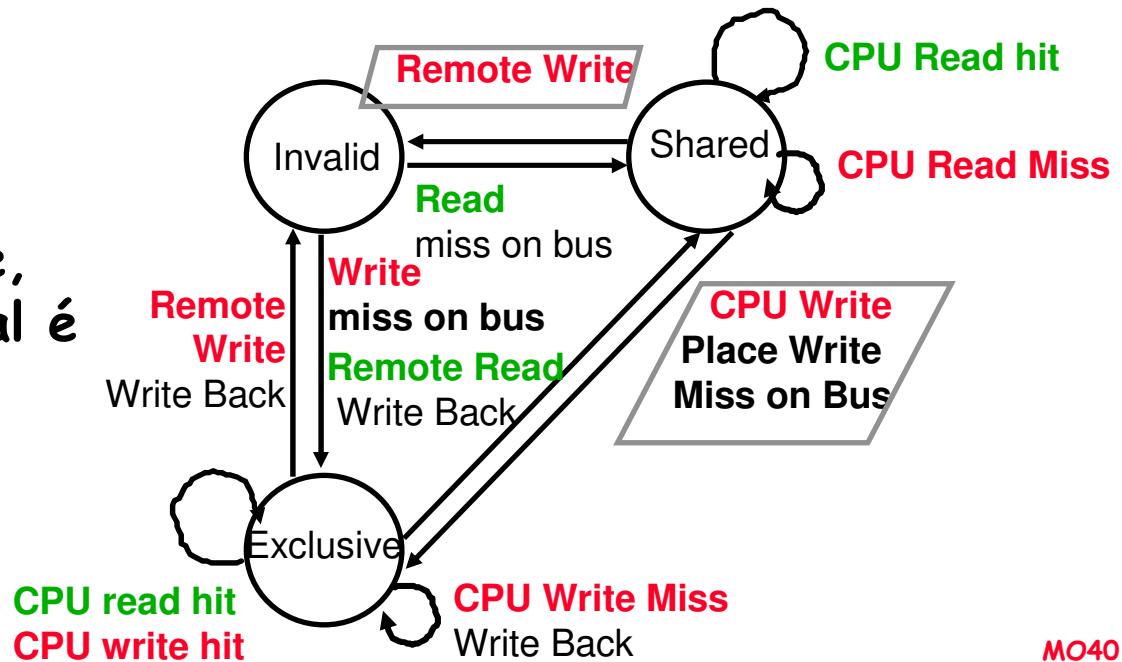 Remote Write
CPU Read hit
Invalid
Shared
CPU Read Miss
Read
miss on bus
al é
Remote
Write
Write Back
Write
miss on bus
Remote Read
Write Back
CPU Write
Place Write
Miss on Bus
Exclusive
CPU read hit
CPU write hit
CPU Write Miss
Write Back
MO40